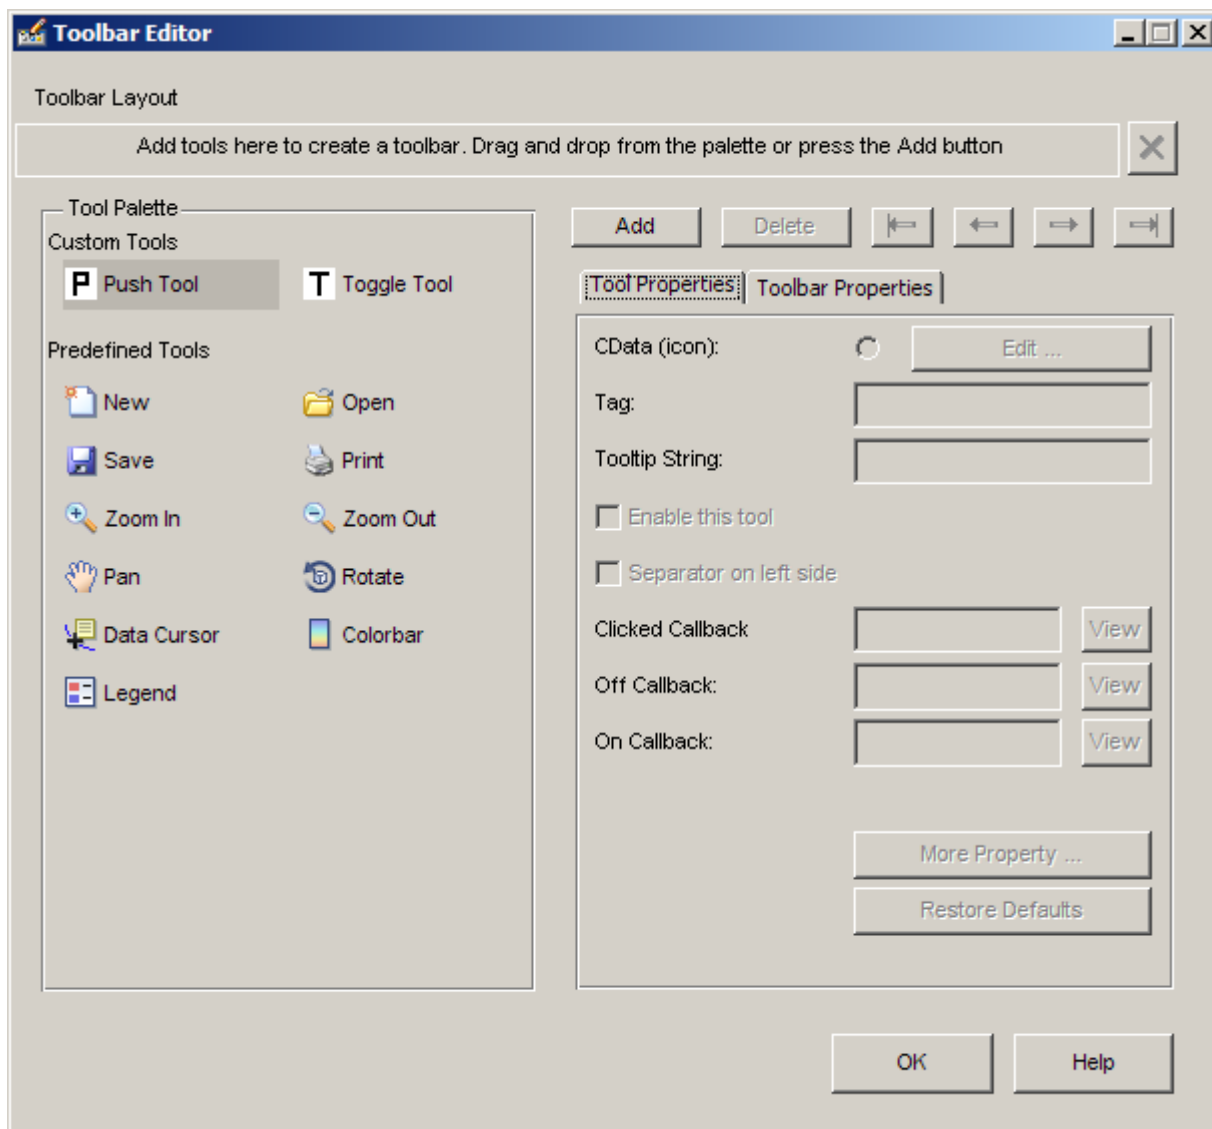 Toolbar Editor
Toolbar Layout
Add tools here to create a toolbar. Drag and drop from the palette or press the Add button
Tool Palette
Custom Tools
P Push Tool
T Toggle Tool
Predefined Tools
New
Open
Save
Print
Zoom In
Zoom Out
Pan
Rotate
Data Cursor
Colorbar
Legend
Add
Delete
Tool Properties
Toolbar Properties
CData (icon):
Edit ...
Tag:
Tooltip String:
Enable this tool
Separator on left side
Clicked Callback
View
Off Callback:
View
On Callback:
View
More Property ...
Restore Defaults
OK
Help